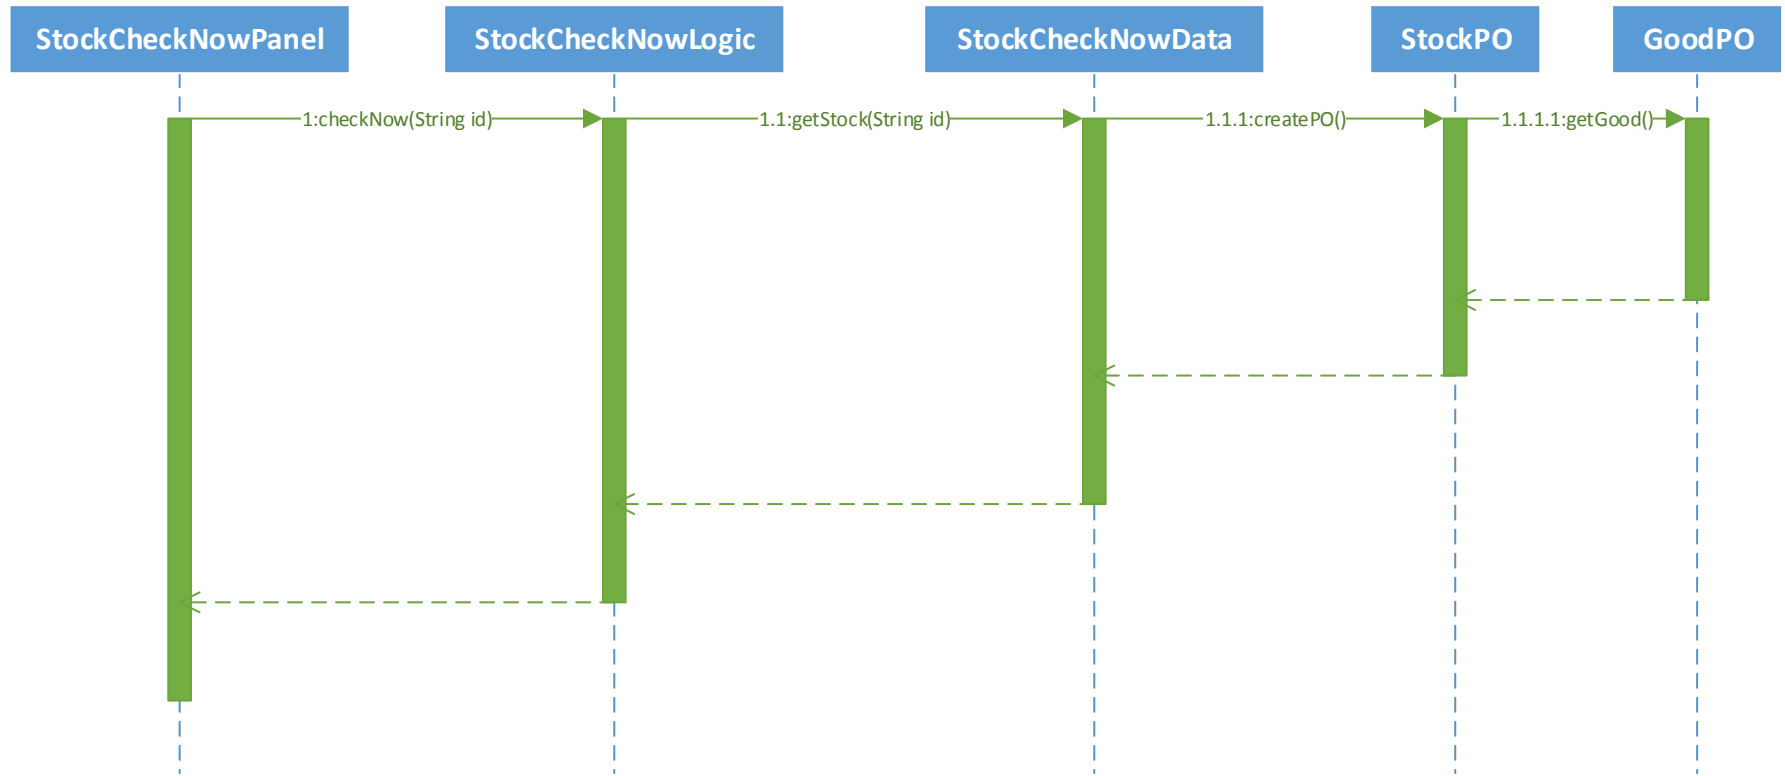 StockCheckNowPanel
StockCheckNowLogic
StockCheckNowData
StockPO
GoodPO
1:checkNow(String id)
1.1:getStock(String id)
1.1.1:createPO()
1.1.1.1:getGood()